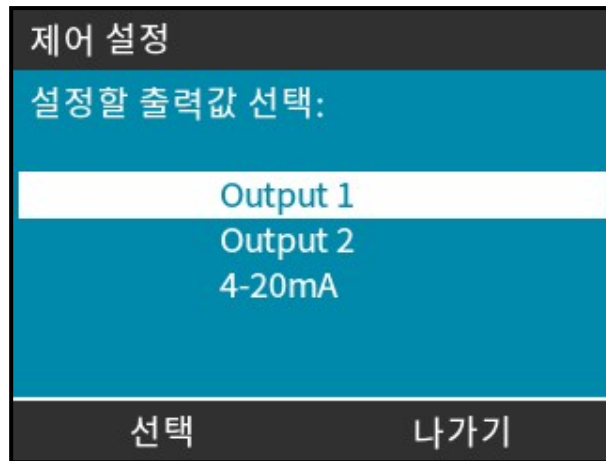 제어 설정
설정할 출력값 선택:
Output 1
Output 2
4-20mA
선택 나가기